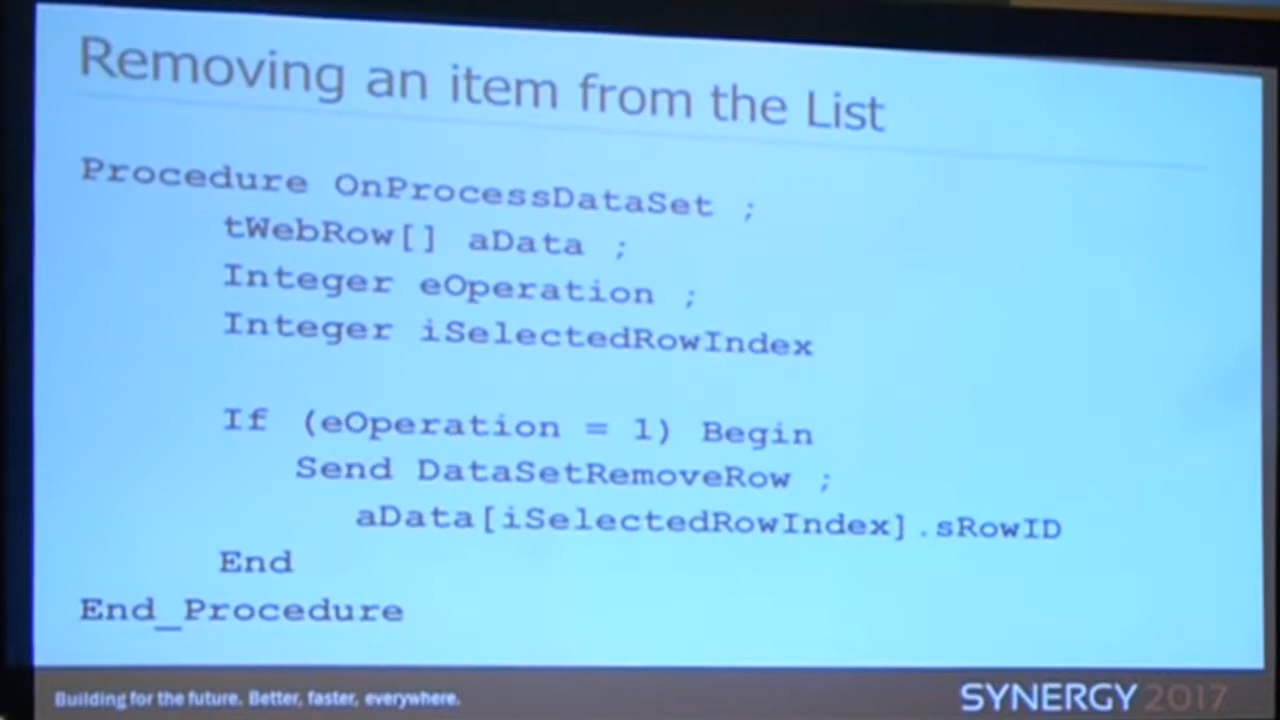 Removing an item from the List
Procedure OnProcessDataSet ;
tWebRow[] aData ;
Integer eOperation ;
Integer iSelectedRowIndex
If (eOperation = 1) Begin
Send DataSetRemoveRow ;
aData[iSelectedRowIndex].sRowID
End
End_Procedure
Building for the future. Better, faster, everywhere.
SYNERGY 2017